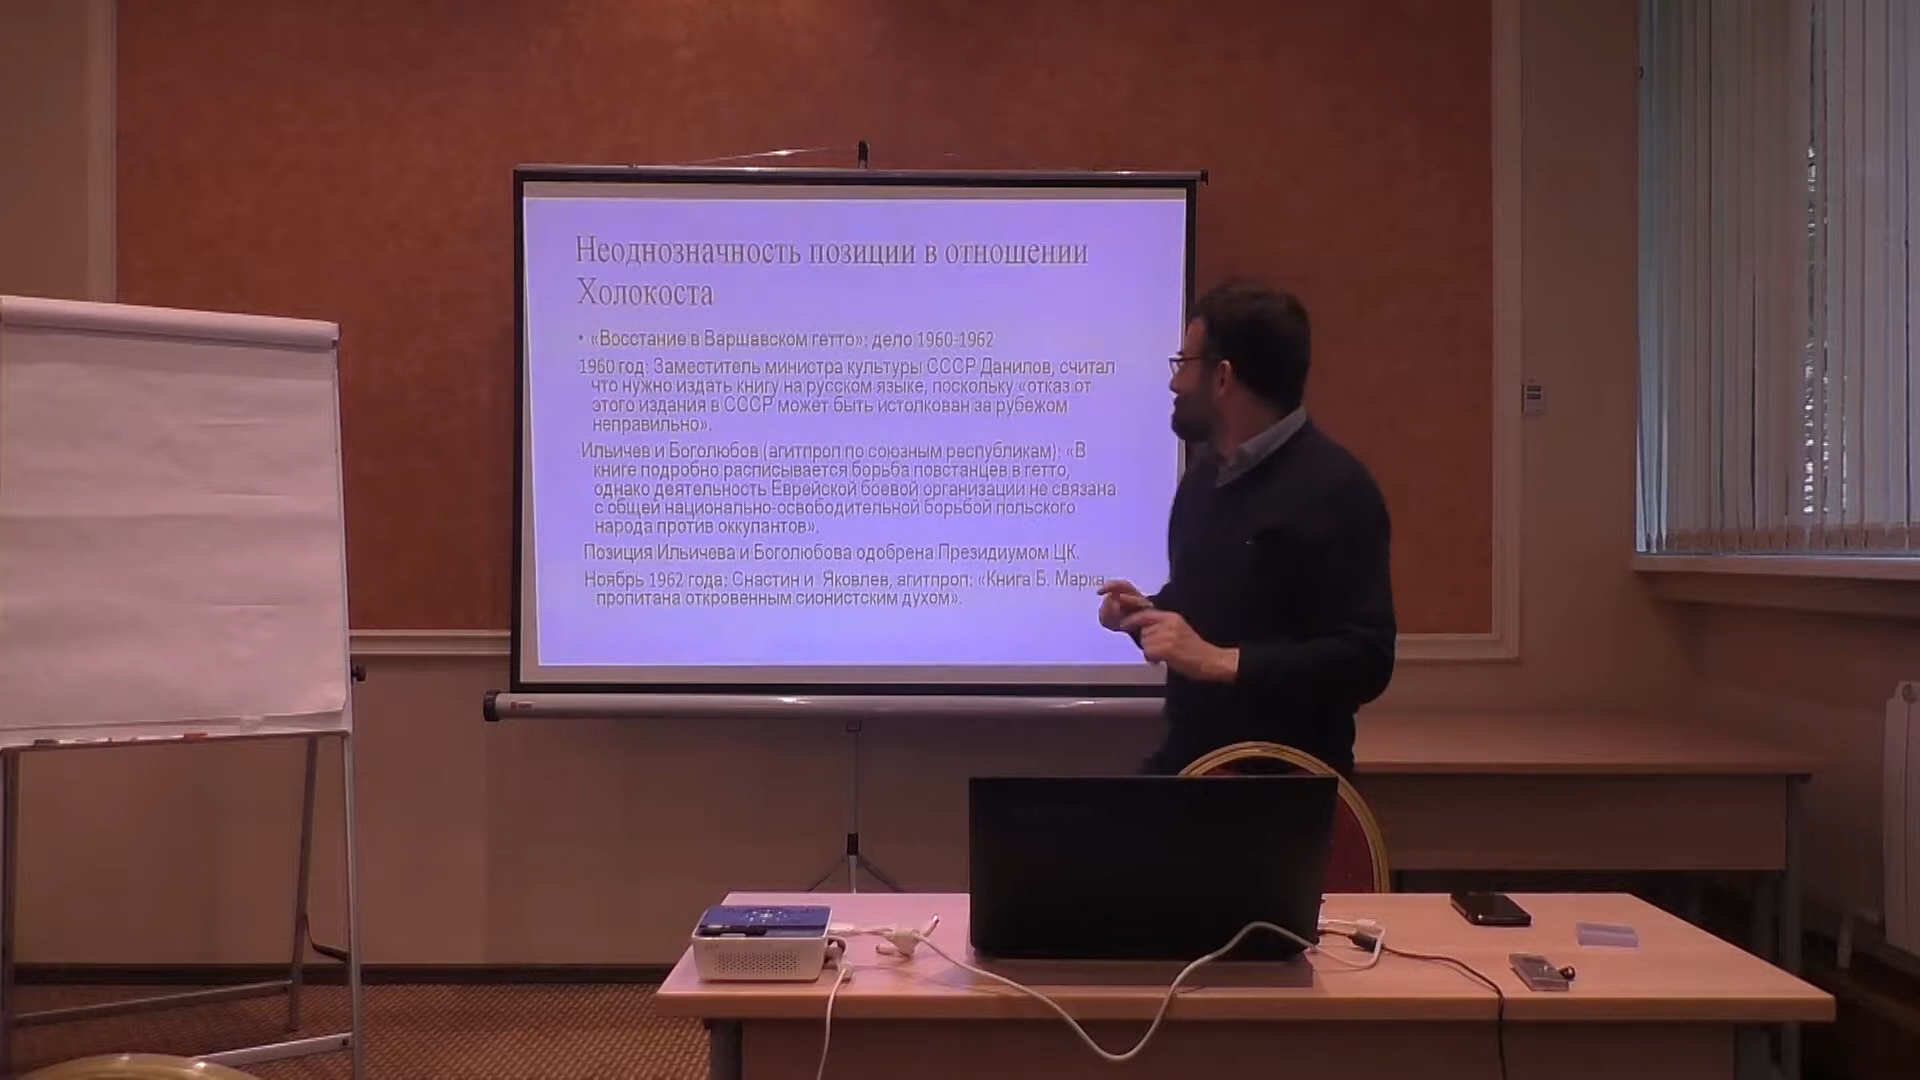 Неоднозначность позиции в отношении
Холокоста
• «Восстание в Варшавском гетто»: дело 1960-1962
1960 год: Заместитель министра культуры СССР Данилов, считал
что нужно издать книгу на русском языке, поскольку «отказ от
этого издания в СССР может быть истолкован за рубежом
неправильно».
Ильичев и Боголюбов (агитпроп по союзным республикам): «В
книге подробно расписывается борьба повстанцев в гетто,
однако деятельность Еврейской боевой организации не связана
с общей национально-освободительной борьбой польского
народа против оккупантов».
Позиция Ильичева и Боголюбова одобрена Президиумом ЦК.
Ноябрь 1962 года: Снастин и Яковлев, агитпроп: «Книга Б. Марка
пропитана откровенным сионистским духом».